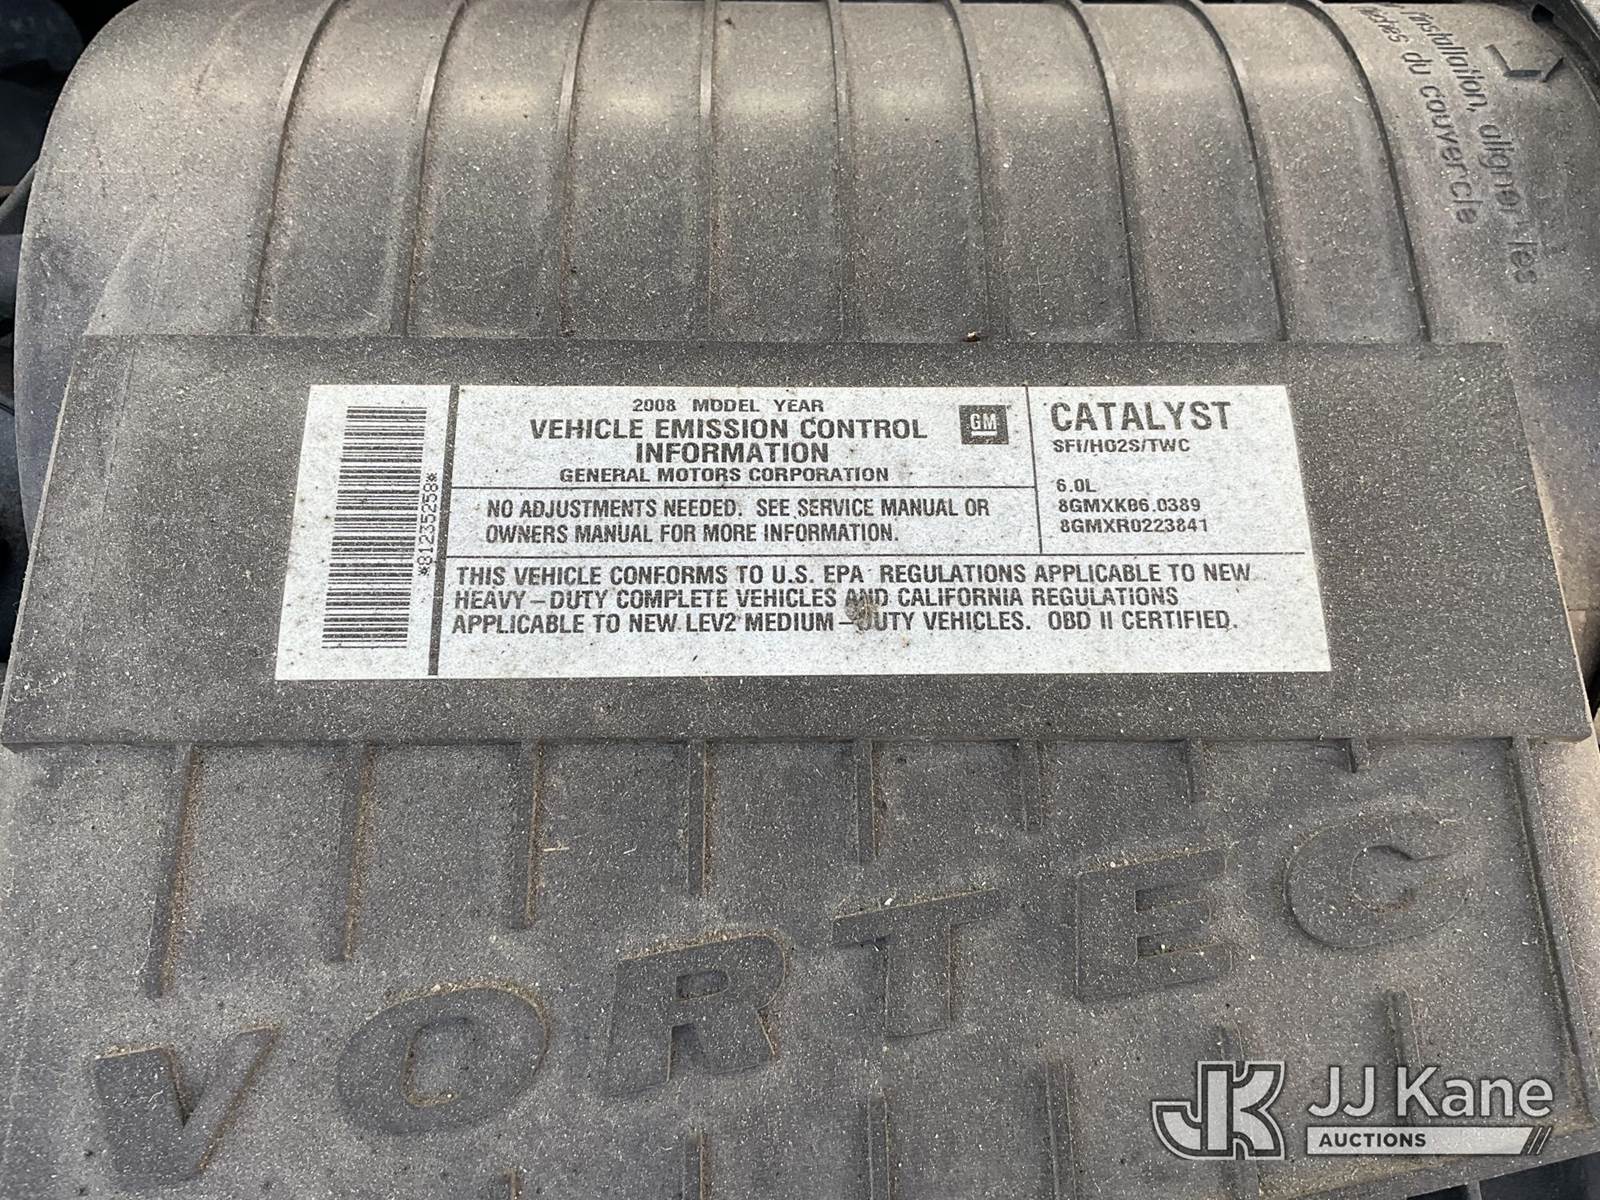 installation, aligner les
du couvercle
*81235258*
2008 MODEL YEAR
VEHICLE EMISSION CONTROL
INFORMATION
GENERAL MOTORS CORPORATION
GM
NO ADJUSTMENTS NEEDED. SEE SERVICE MANUAL OR
OWNERS MANUAL FOR MORE INFORMATION.
CATALYST
SFI/HO2S/TWC
6.0L
8GMXK06.0389
8GMXR0223841
THIS VEHICLE CONFORMS TO U.S. EPA REGULATIONS APPLICABLE TO NEW
HEAVY-DUTY COMPLETE VEHICLES AND CALIFORNIA REGULATIONS
APPLICABLE TO NEW LEV2 MEDIUM-DUTY VEHICLES. OBD II CERTIFIED.
VORTEC
JK JJ Kane
AUCTIONS